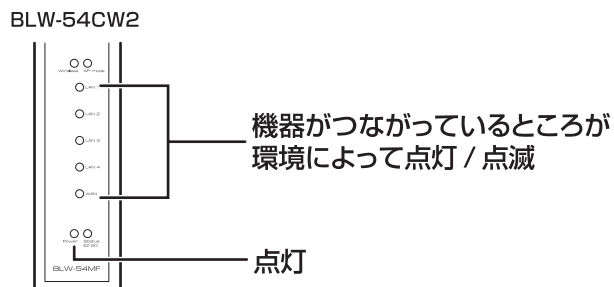 BLW-54CW2
Wireless AP mode
LAN
LAN 2
LAN 3
LAN 4
WAN
機器がつながっているところが
環境によって点灯 / 点滅
Power Status
EZ-SC
点灯
BLW-54MF